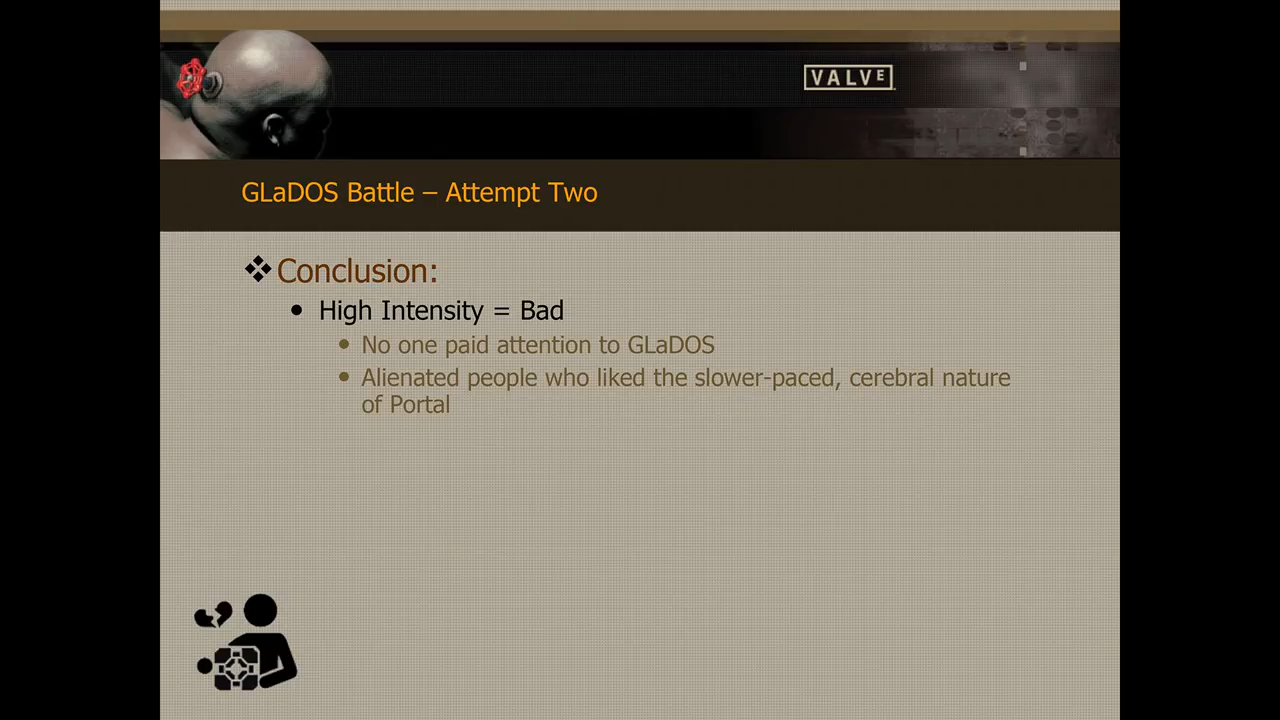 VALVE
GLaDOS Battle – Attempt Two
❖ Conclusion:
• High Intensity = Bad
• No one paid attention to GLaDOS
• Alienated people who liked the slower-paced, cerebral nature
of Portal